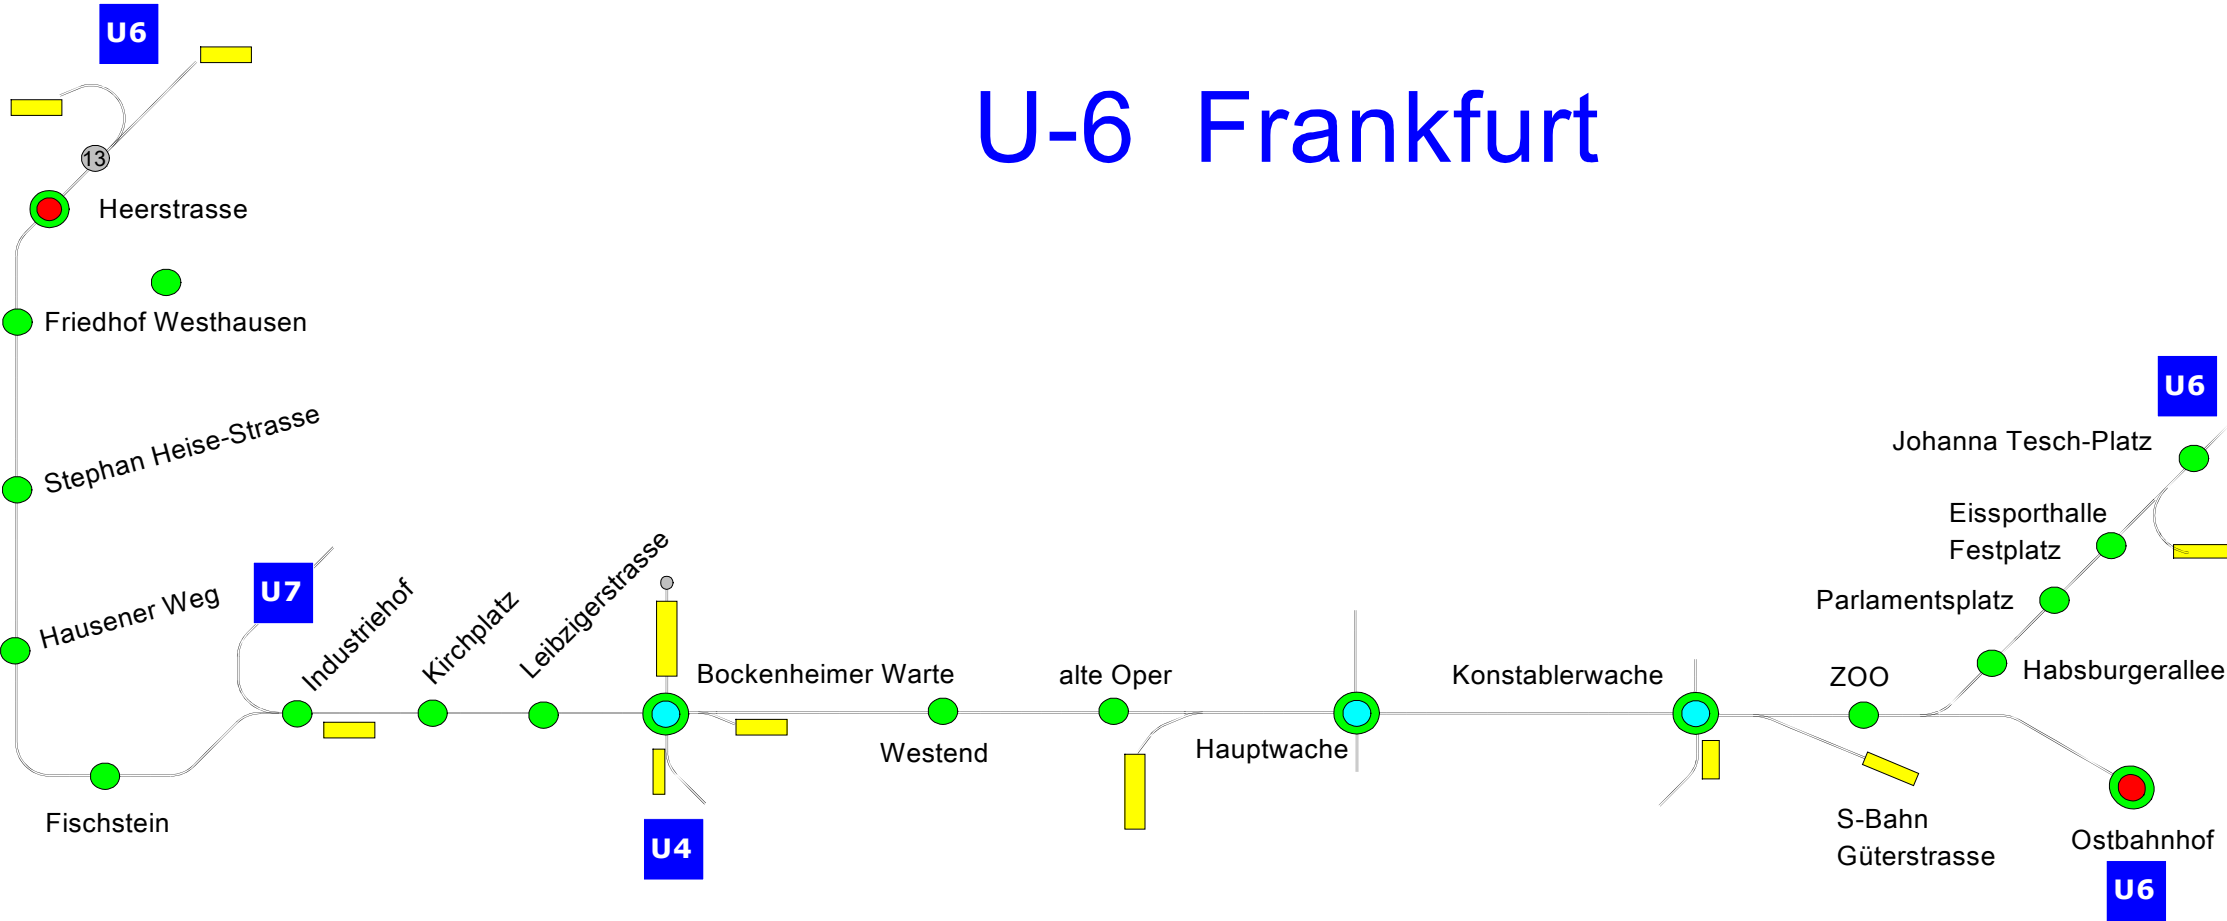 U6
U-6 Frankfurt
13
Heerstrasse
Friedhof Westhausen
Stephan Heise-Strasse
Hausener Weg
Fischstein
U7
Industriehof
Kirchplatz
Leibzigerstrasse
Bockenheimer Warte
U4
Westend
alte Oper
Hauptwache
Konstablerwache
ZOO
S-Bahn
Güterstrasse
U6
Johanna Tesch-Platz
Eissporthalle
Festplatz
Parlamentsplatz
Habsburgerallee
Ostbahnhof
U6